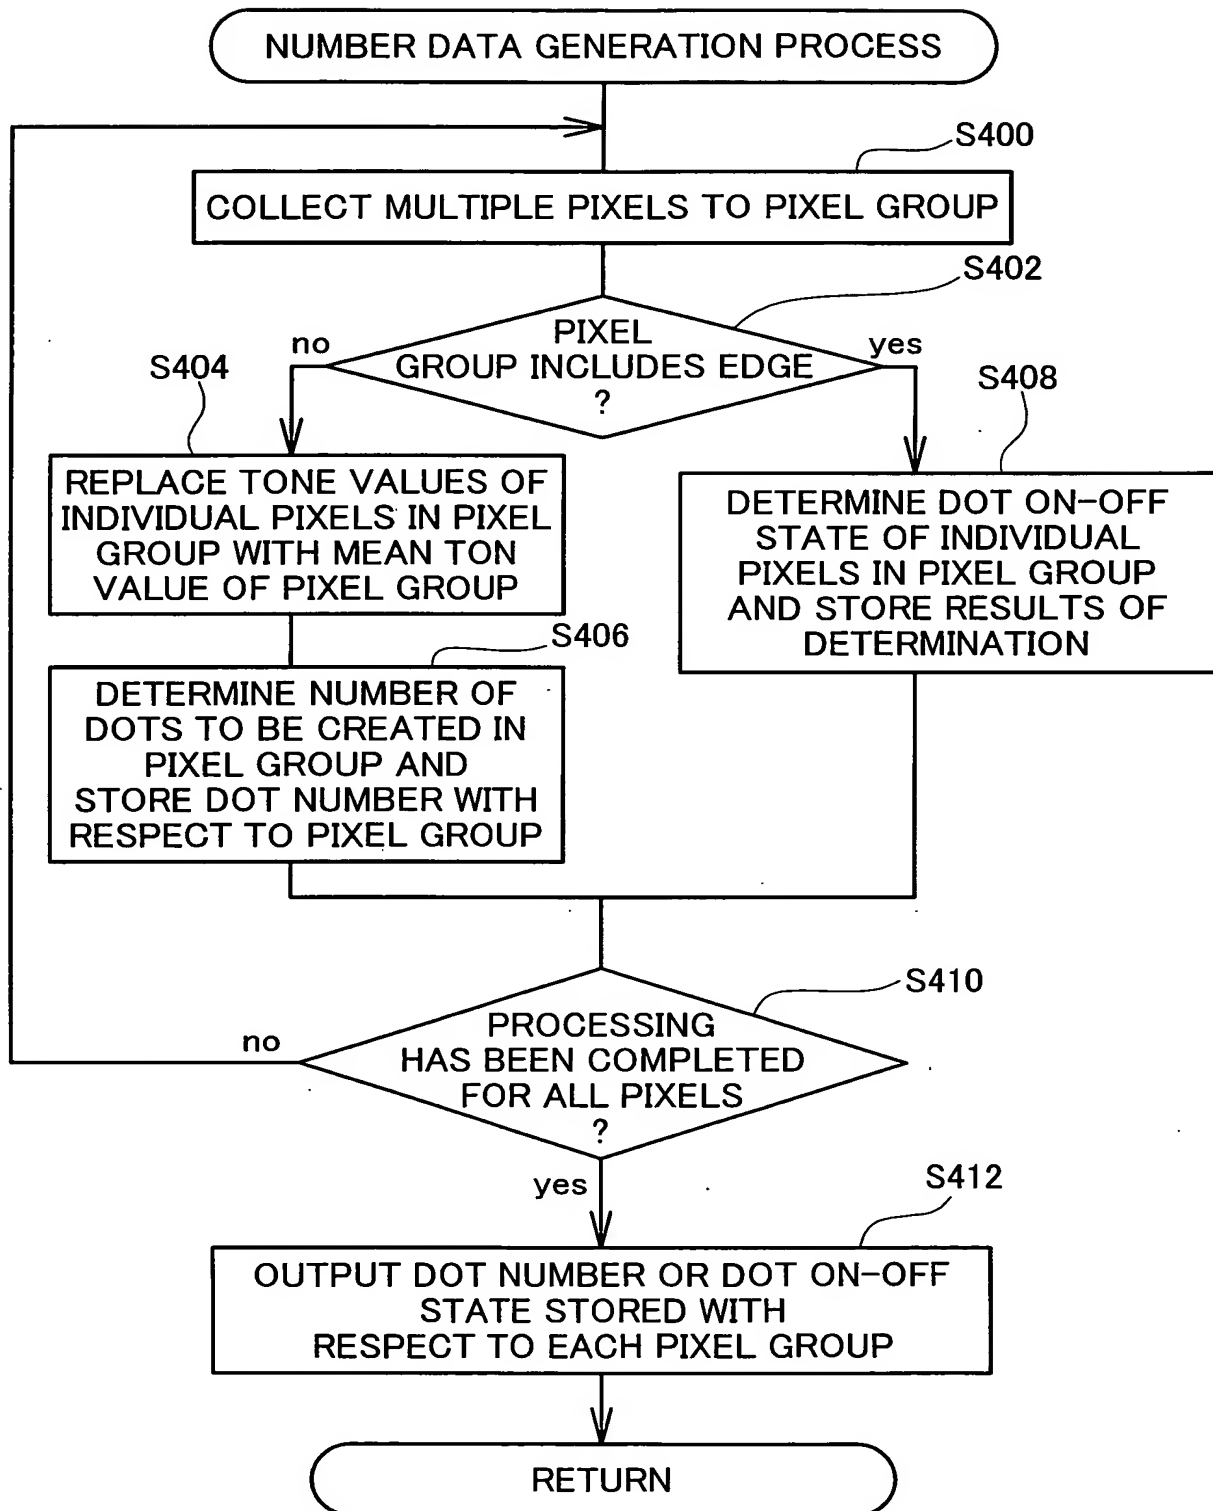 NUMBER DATA GENERATION PROCESS
S400
COLLECT MULTIPLE PIXELS TO PIXEL GROUP
S402
PIXEL
GROUP INCLUDES EDGE
?
no
yes
S404
REPLACE TONE VALUES OF
INDIVIDUAL PIXELS IN PIXEL
GROUP WITH MEAN TON
VALUE OF PIXEL GROUP
S408
DETERMINE DOT ON-OFF
STATE OF INDIVIDUAL
PIXELS IN PIXEL GROUP
AND STORE RESULTS OF
DETERMINATION
S406
DETERMINE NUMBER OF
DOTS TO BE CREATED IN
PIXEL GROUP AND
STORE DOT NUMBER WITH
RESPECT TO PIXEL GROUP
S410
PROCESSING
HAS BEEN COMPLETED
FOR ALL PIXELS
?
no
yes
S412
OUTPUT DOT NUMBER OR DOT ON-OFF
STATE STORED WITH
RESPECT TO EACH PIXEL GROUP
RETURN